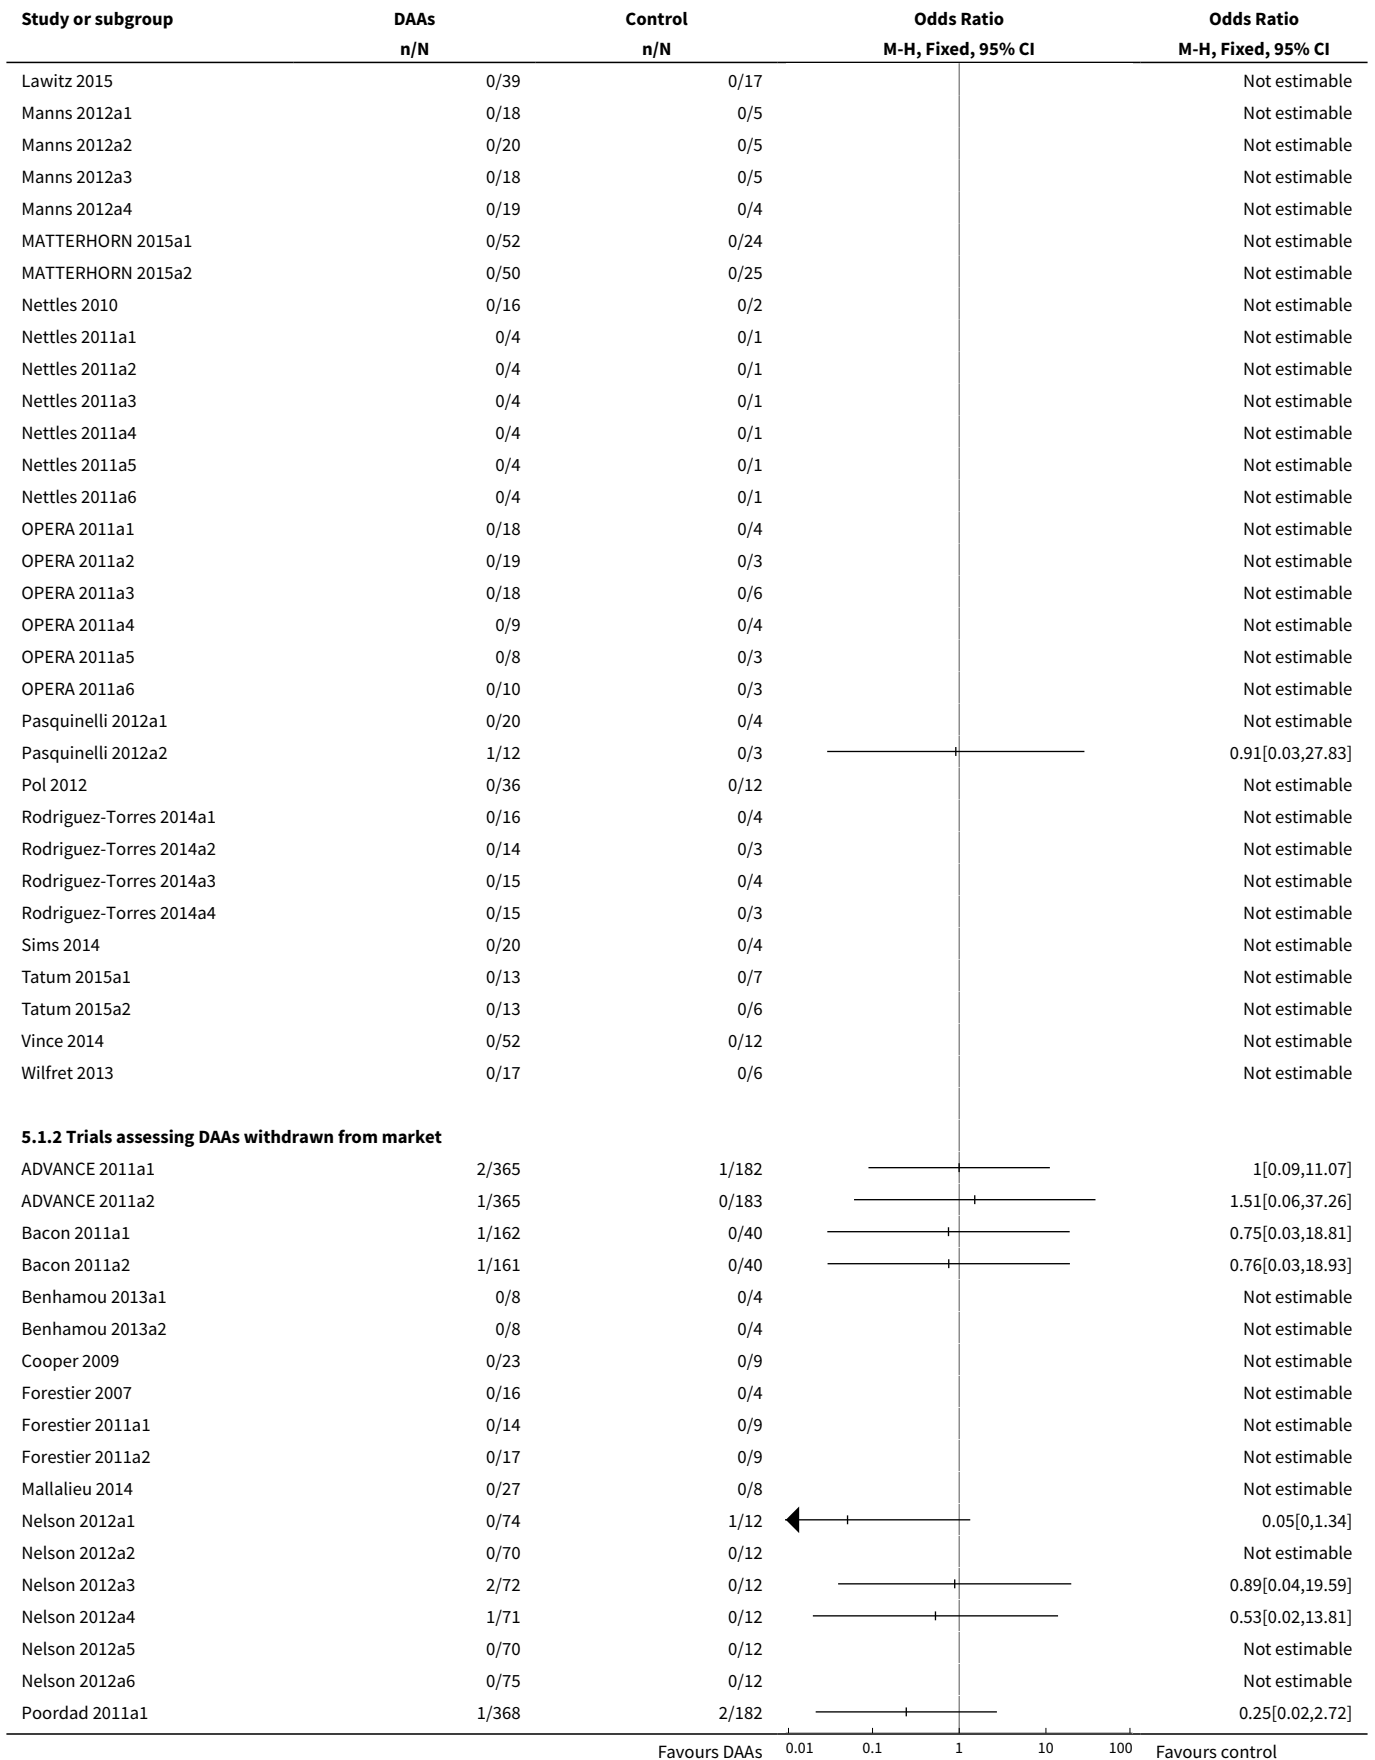 Study or subgroup DAAs Control Odds Ratio Odds Ratio
n/N n/N M-H, Fixed, 95% CI M-H, Fixed, 95% CI
Lawitz 2015 0/39 0/17 Not estimable
Manns 2012a1 0/18 0/5 Not estimable
Manns 2012a2 0/20 0/5 Not estimable
Manns 2012a3 0/18 0/5 Not estimable
Manns 2012a4 0/19 0/4 Not estimable
MATTERHORN 2015a1 0/52 0/24 Not estimable
MATTERHORN 2015a2 0/50 0/25 Not estimable
Nettles 2010 0/16 0/2 Not estimable
Nettles 2011a1 0/4 0/1 Not estimable
Nettles 2011a2 0/4 0/1 Not estimable
Nettles 2011a3 0/4 0/1 Not estimable
Nettles 2011a4 0/4 0/1 Not estimable
Nettles 2011a5 0/4 0/1 Not estimable
Nettles 2011a6 0/4 0/1 Not estimable
OPERA 2011a1 0/18 0/4 Not estimable
OPERA 2011a2 0/19 0/3 Not estimable
OPERA 2011a3 0/18 0/6 Not estimable
OPERA 2011a4 0/9 0/4 Not estimable
OPERA 2011a5 0/8 0/3 Not estimable
OPERA 2011a6 0/10 0/3 Not estimable
Pasquinelli 2012a1 0/20 0/4 Not estimable
Pasquinelli 2012a2 1/12 0/3 0.91[0.03,27.83]
Pol 2012 0/36 0/12 Not estimable
Rodriguez-Torres 2014a1 0/16 0/4 Not estimable
Rodriguez-Torres 2014a2 0/14 0/3 Not estimable
Rodriguez-Torres 2014a3 0/15 0/4 Not estimable
Rodriguez-Torres 2014a4 0/15 0/3 Not estimable
Sims 2014 0/20 0/4 Not estimable
Tatum 2015a1 0/13 0/7 Not estimable
Tatum 2015a2 0/13 0/6 Not estimable
Vince 2014 0/52 0/12 Not estimable
Wilfret 2013 0/17 0/6 Not estimable
5.1.2 Trials assessing DAAs withdrawn from market
ADVANCE 2011a1 2/365 1/182 1[0.09,11.07]
ADVANCE 2011a2 1/365 0/183 1.51[0.06,37.26]
Bacon 2011a1 1/162 0/40 0.75[0.03,18.81]
Bacon 2011a2 1/161 0/40 0.76[0.03,18.93]
Benhamou 2013a1 0/8 0/4 Not estimable
Benhamou 2013a2 0/8 0/4 Not estimable
Cooper 2009 0/23 0/9 Not estimable
Forestier 2007 0/16 0/4 Not estimable
Forestier 2011a1 0/14 0/9 Not estimable
Forestier 2011a2 0/17 0/9 Not estimable
Mallalieu 2014 0/27 0/8 Not estimable
Nelson 2012a1 0/74 1/12 0.05[0,1.34]
Nelson 2012a2 0/70 0/12 Not estimable
Nelson 2012a3 2/72 0/12 0.89[0.04,19.59]
Nelson 2012a4 1/71 0/12 0.53[0.02,13.81]
Nelson 2012a5 0/70 0/12 Not estimable
Nelson 2012a6 0/75 0/12 Not estimable
Poordad 2011a1 1/368 2/182 0.25[0.02,2.72]
Favours DAAs 0.01 0.1 1 10 100 Favours control